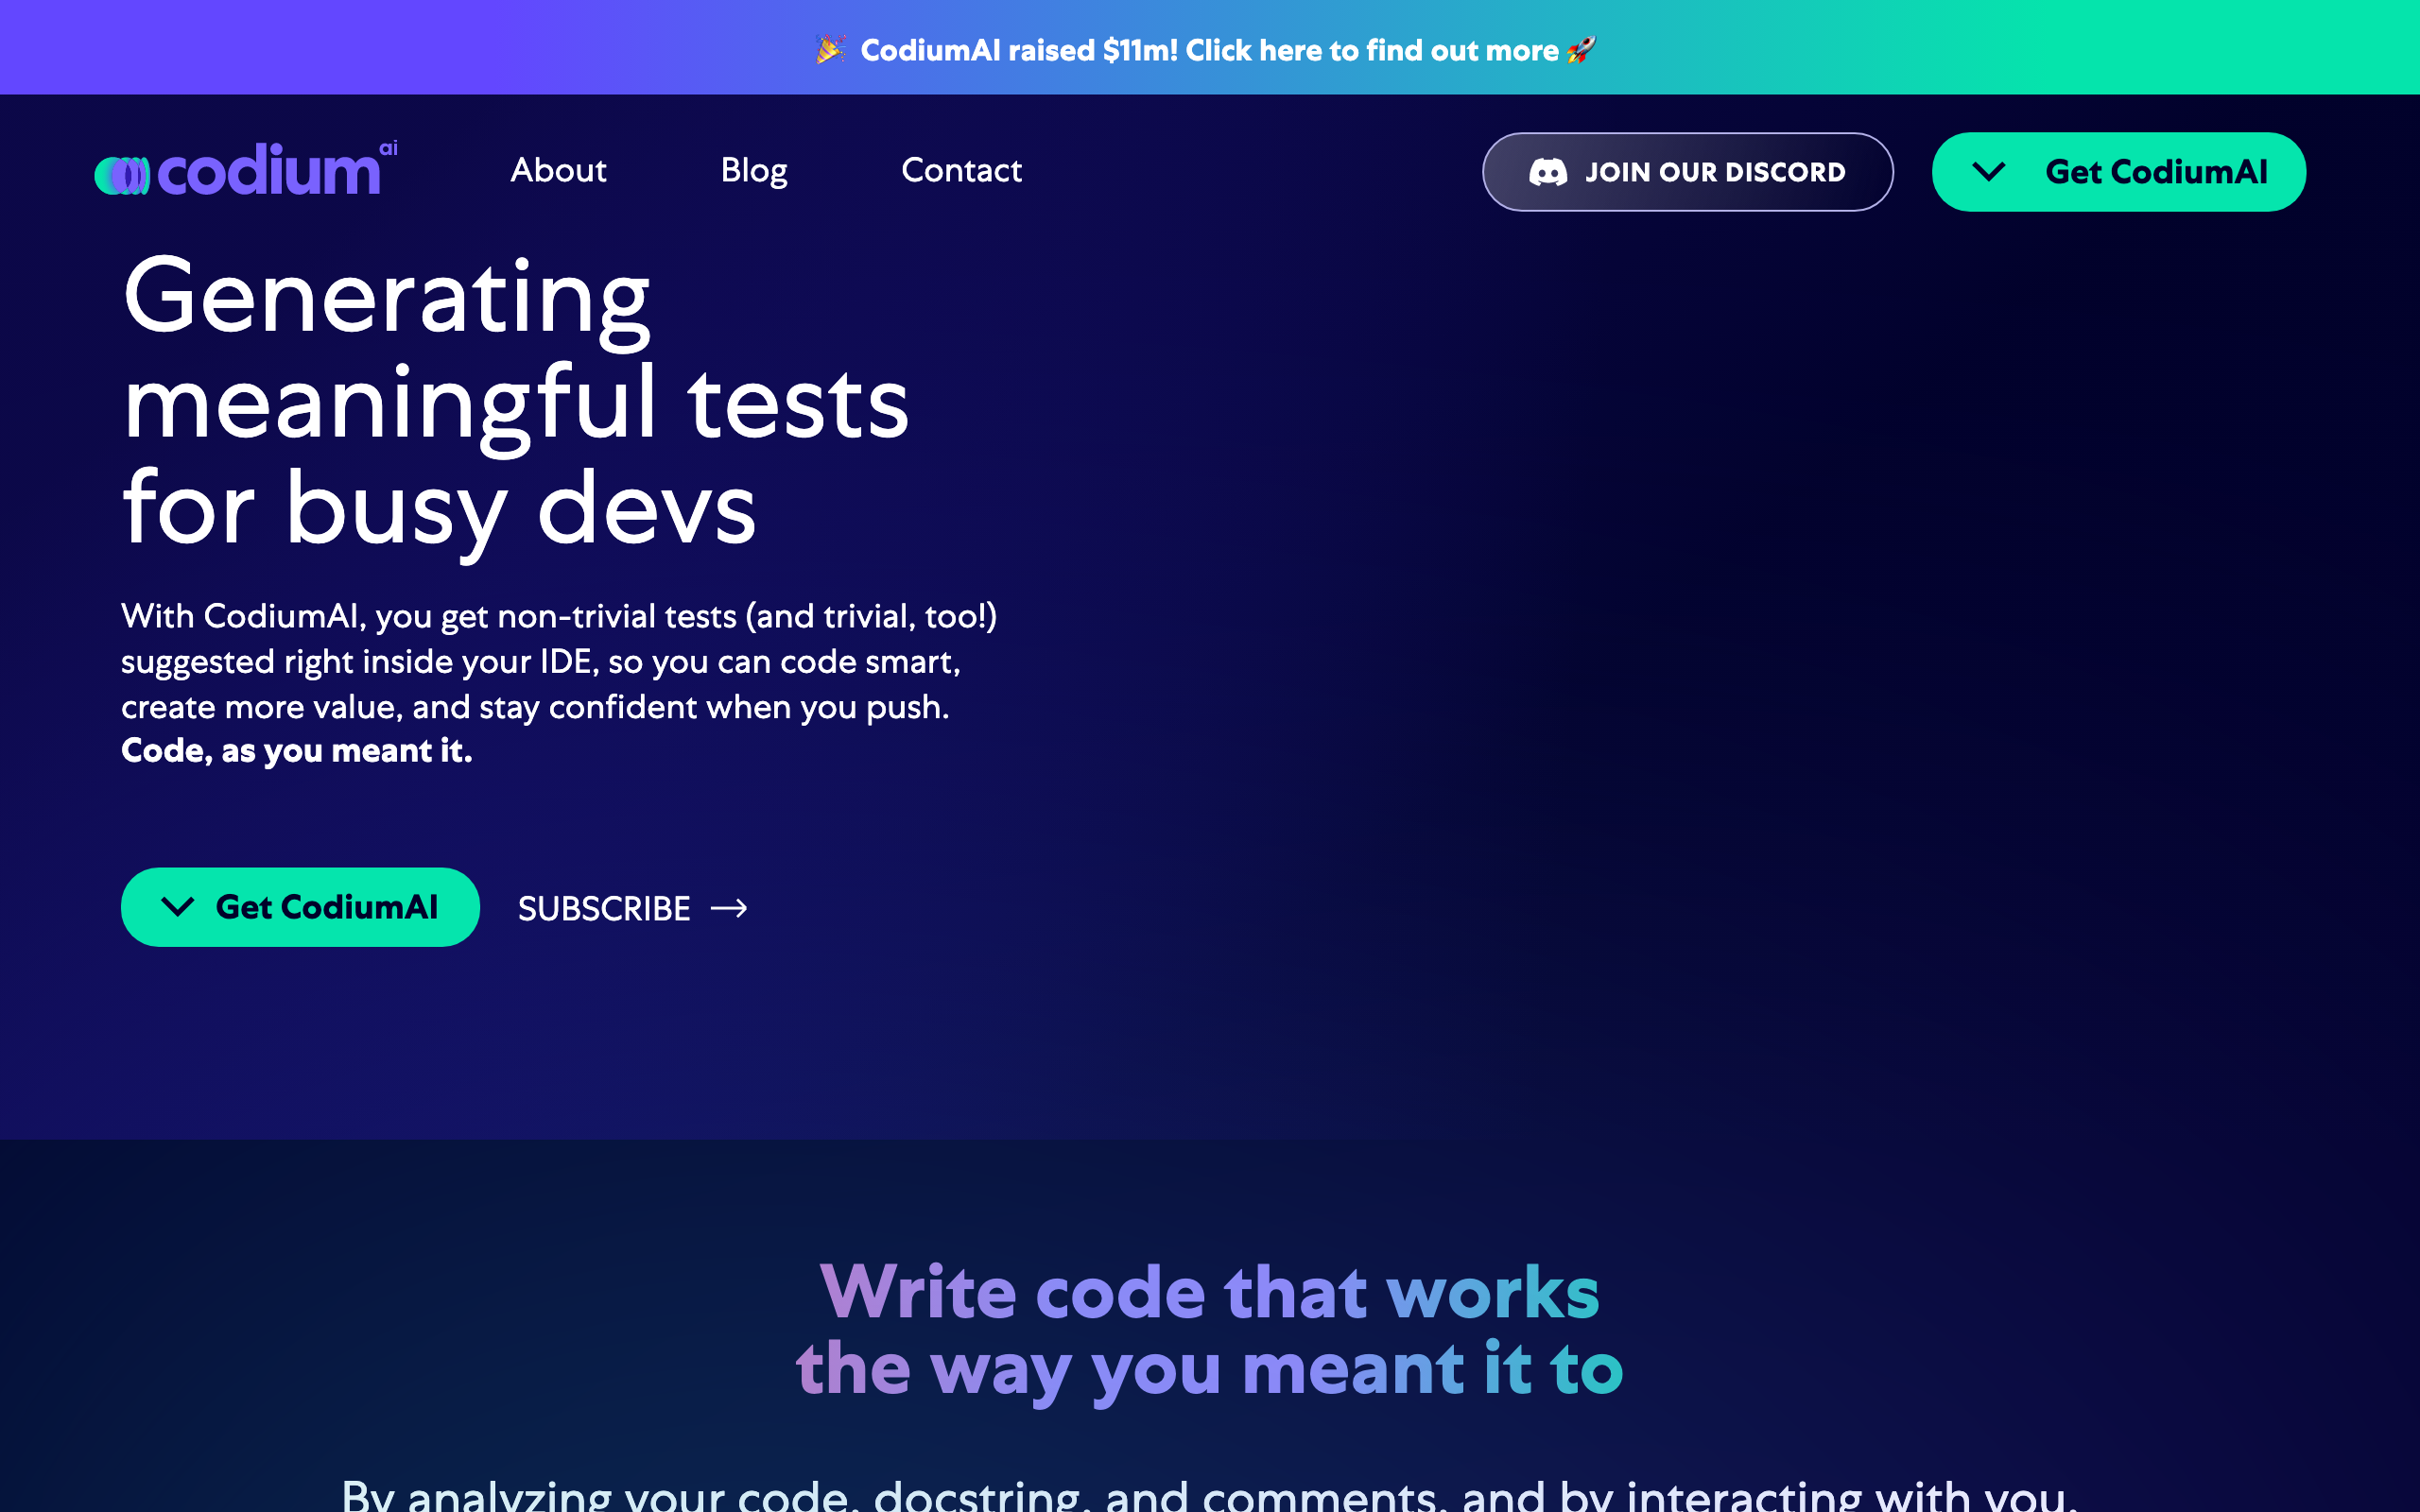 🎉 CodiumAI raised $11m! Click here to find out more 🚀
codium ai
About
Blog
Contact
JOIN OUR DISCORD
Get CodiumAI
Generating
meaningful tests
for busy devs
With CodiumAI, you get non-trivial tests (and trivial, too!)
suggested right inside your IDE, so you can code smart,
create more value, and stay confident when you push.
Code, as you meant it.
Get CodiumAI
SUBSCRIBE →
Write code that works
the way you meant it to
By analyzing your code, docstring, and comments, and by interacting with you,